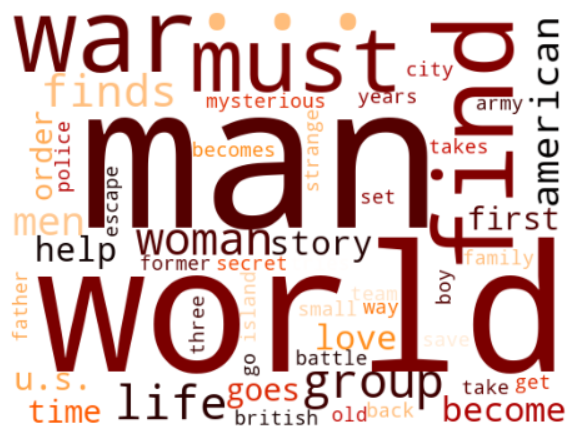 war
must
. . .
find
american
finds
mysterious
city
years
army
order
police
man
becomes
strange
takes
escape
set
men
first
help
woman
story
former
secret
family
world
father
three
island
small
team
way
boy
love
save
go
battle
u.s.
life
goes
group
take
get
time
british
old
back
become